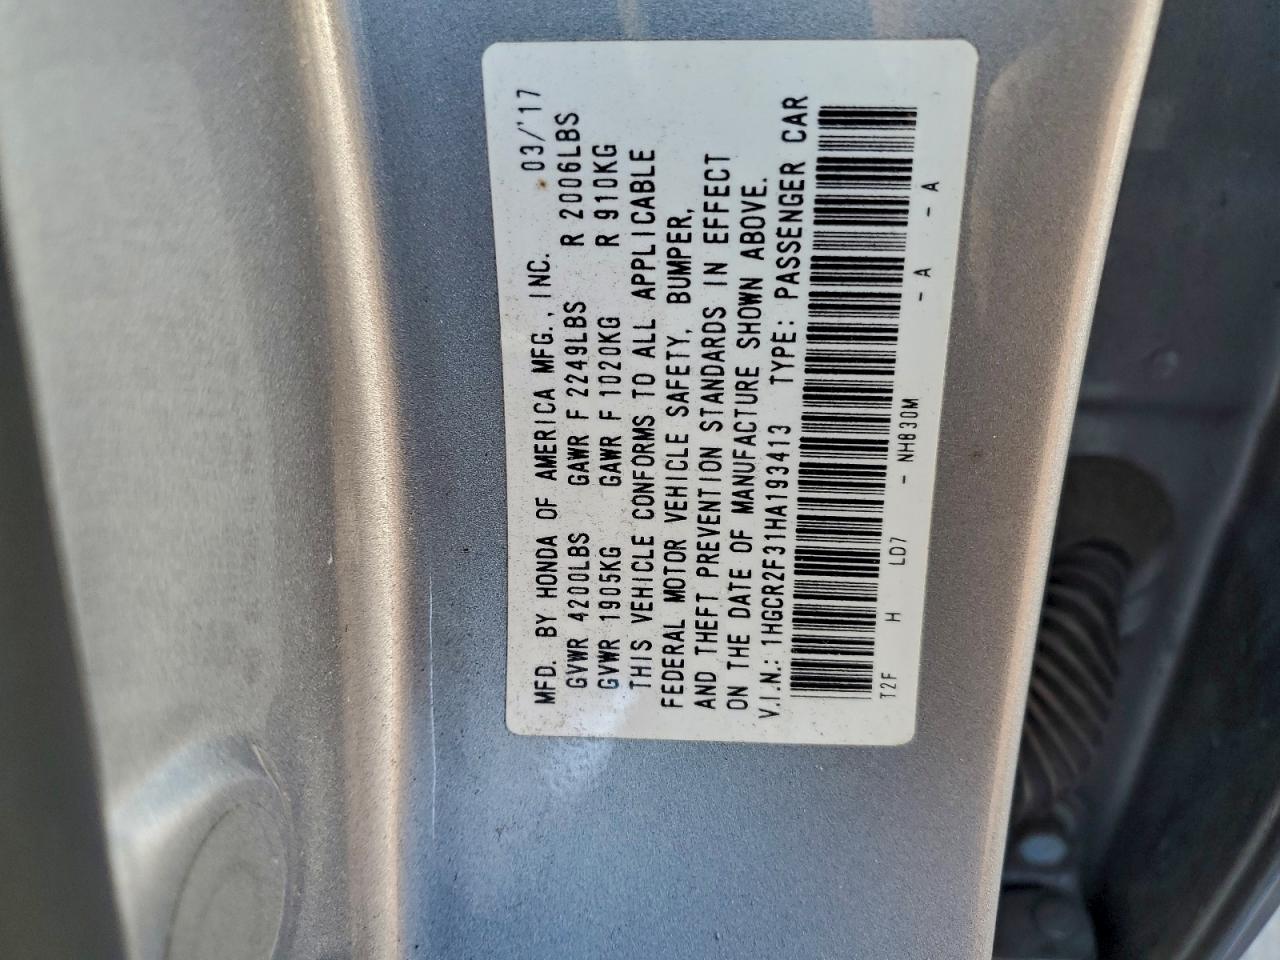 MFD. BY HONDA OF AMERICA MFG., INC. 03/'17
GVWR 4200LBS GAWR F 2249LBS R 2006LBS
GVWR 1905KG GAWR F 1020KG R 910KG
THIS VEHICLE CONFORMS TO ALL APPLICABLE
FEDERAL MOTOR VEHICLE SAFETY, BUMPER,
AND THEFT PREVENTION STANDARDS IN EFFECT
ON THE DATE OF MANUFACTURE SHOWN ABOVE.
V.I.N.: 1HGCR2F31HA193413 TYPE: PASSENGER CAR
T2F H LD7 - NH830M - A - A